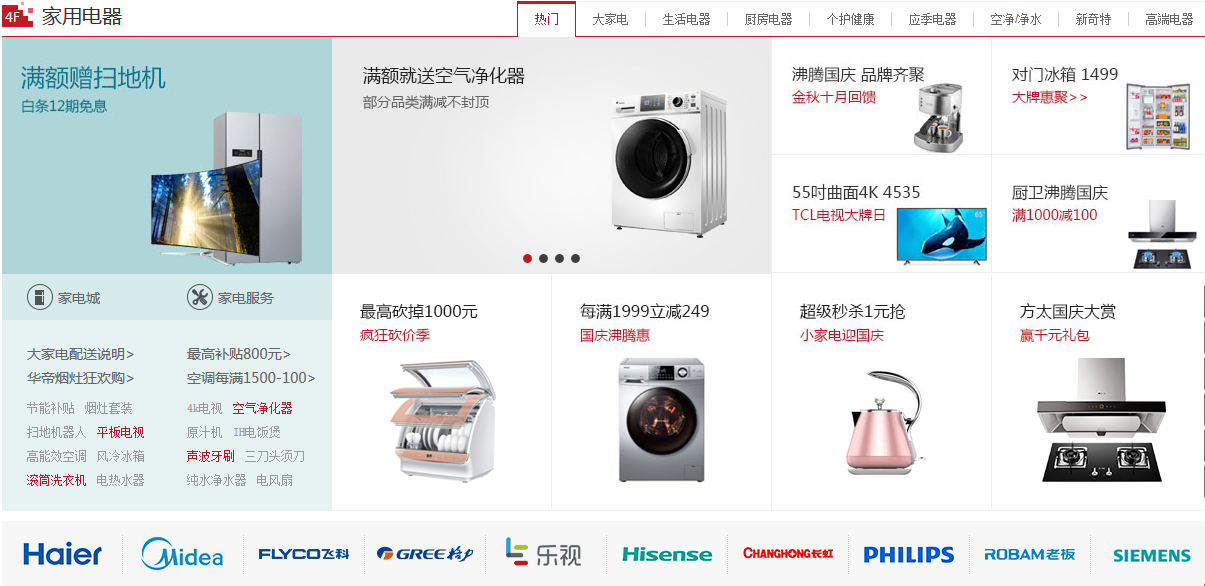 4F 家用电器
热门 大家电 生活电器 厨房电器 个护健康 应季电器 空净/净水 新奇特 高端电器
满额赠扫地机
白条12期免息
满额就送空气净化器
部分品类满减不封顶
沸腾国庆 品牌齐聚
金秋十月回馈
对门冰箱 1499
大牌惠聚>>
55吋曲面4K 4535
TCL电视大牌日
65"
厨卫沸腾国庆
满1000减100
家电城 家电服务
大家电配送说明> 最高补贴800元>
华帝烟灶狂欢购> 空调每满1500-100>
节能补贴 烟灶套装 4k电视 空气净化器
扫地机器人 平板电视 原汁机 IH电饭煲
高能效空调 风冷冰箱 声波牙刷 三刀头须刀
滚筒洗衣机 电热水器 纯水净水器 电风扇
最高砍掉1000元
疯狂砍价季
每满1999立减249
国庆沸腾惠
超级秒杀1元抢
小家电迎国庆
方太国庆大赏
赢千元礼包
Haier Midea FLYCO飞科 GREE格力 乐视 Hisense CHANGHONG长虹 PHILIPS ROBAM老板 SIEMENS